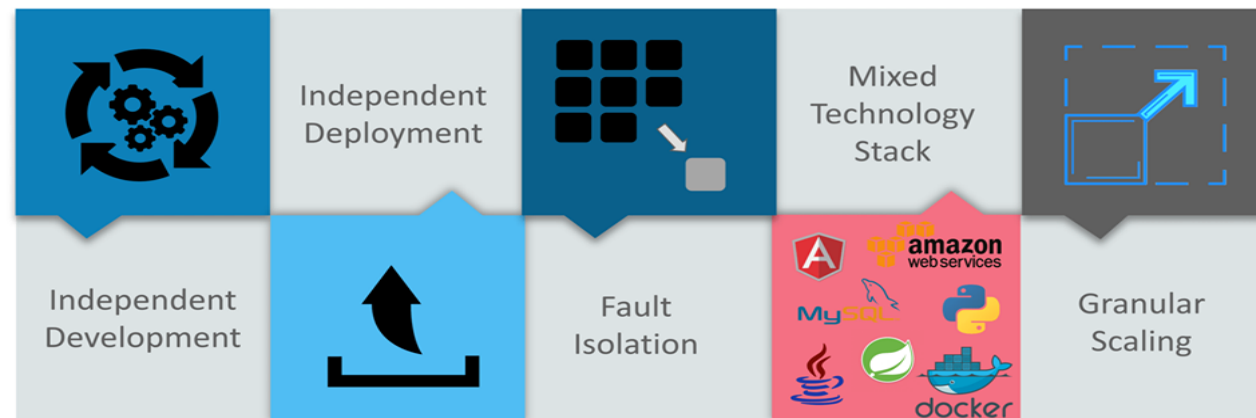 Independent
Deployment
Mixed
Technology
Stack
Independent
Development
Fault
Isolation
A
amazon
web services
MySQL
docker
Granular
Scaling